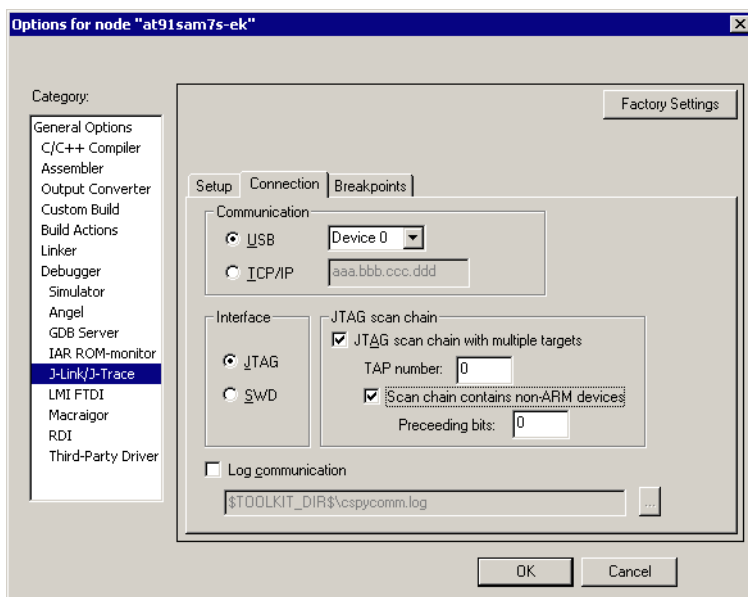 Options for node "at91sam7s-ek"
Category:
General Options
C/C++ Compiler
Assembler
Output Converter
Custom Build
Build Actions
Linker
Debugger
Simulator
Angel
GDB Server
IAR ROM-monitor
J-Link/J-Trace
LMI FTDI
Macraigor
RDI
Third-Party Driver
Factory Settings
Setup Connection Breakpoints
Communication
USB Device 0
TCP/IP aaa.bbb.ccc.ddd
Interface
JTAG
SWD
JTAG scan chain
JTAG scan chain with multiple targets
TAP number: 0
Scan chain contains non-ARM devices
Preceeding bits: 0
Log communication
$TOOLKIT_DIR$\cspycomm.log ...
OK Cancel